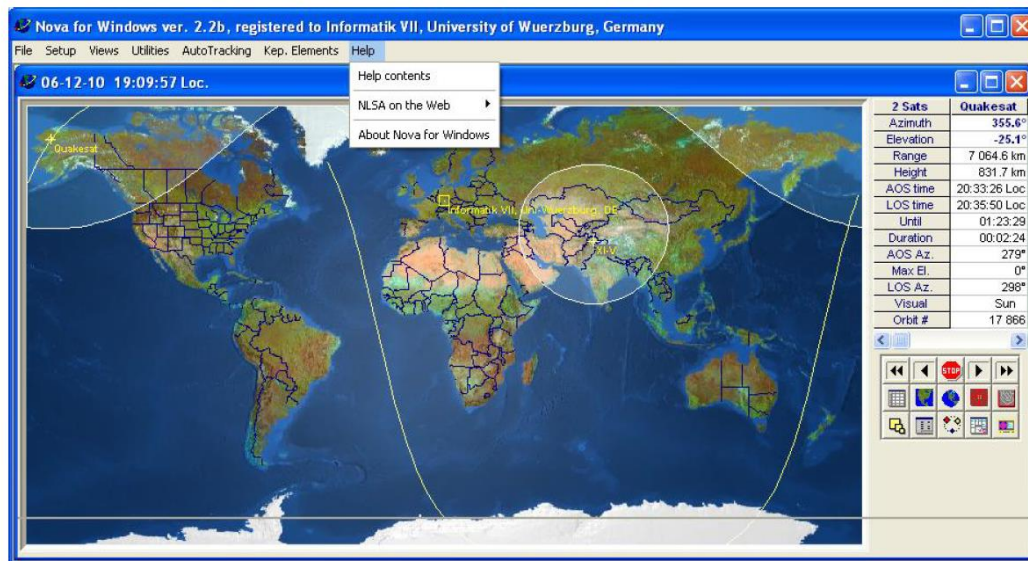 Nova for Windows ver. 2.2b, registered to Informatik VII, University of Wuerzburg, Germany
File Setup Views Utilities AutoTracking Kep. Elements Help
Help contents
NLSA on the Web
About Nova for Windows
06-12-10 19:09:57 Loc.
Quakesat
Informatik VII, Uni Wuerzburg, DE
XI-V
2 Sats Quakesat
Azimuth 355.6°
Elevation -25.1°
Range 7 064.6 km
Height 831.7 km
AOS time 20:33:26 Loc
LOS time 20:35:50 Loc
Until 01:23:29
Duration 00:02:24
AOS Az. 279°
Max El. 0°
LOS Az. 298°
Visual Sun
Orbit # 17 866
STOP